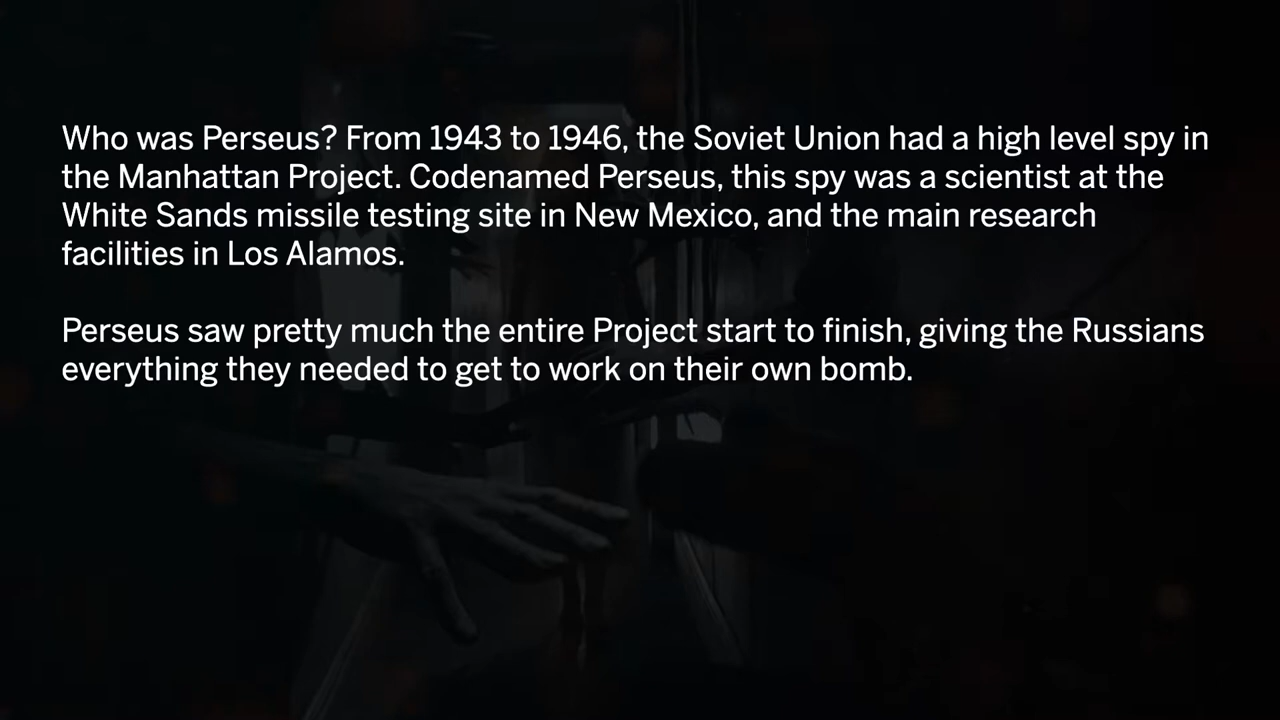 Who was Perseus? From 1943 to 1946, the Soviet Union had a high level spy in
the Manhattan Project. Codenamed Perseus, this spy was a scientist at the
White Sands missile testing site in New Mexico, and the main research
facilities in Los Alamos.
Perseus saw pretty much the entire Project start to finish, giving the Russians
everything they needed to get to work on their own bomb.